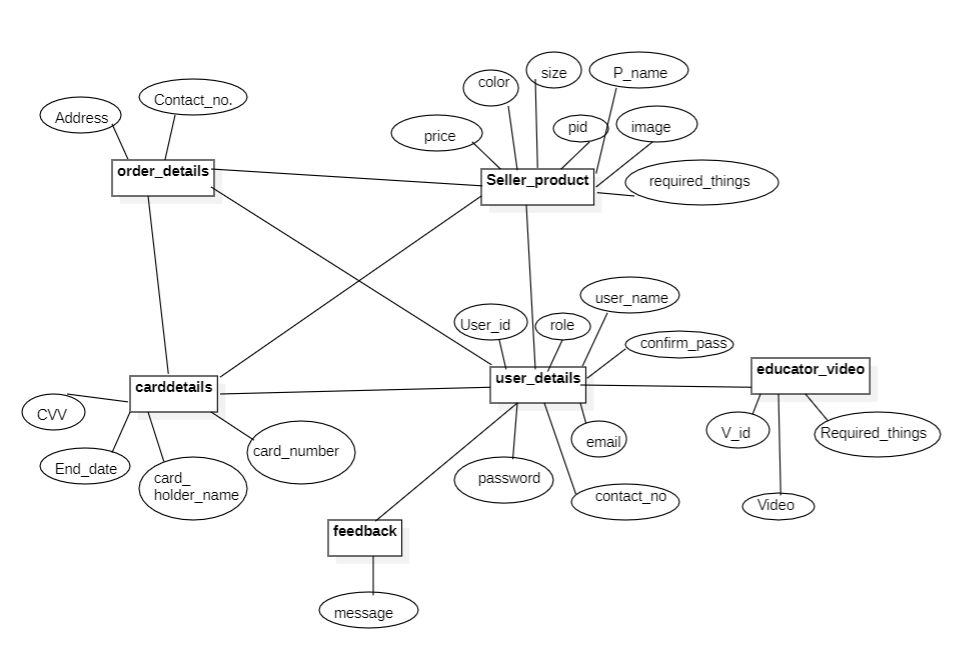 size
P_name
color
Contact_no.
Address
price
pid
image
order_details
Seller_product
required_things
user_name
User_id
role
confirm_pass
educator_video
user_details
carddetails
CVV
V_id
Required_things
email
card_number
End_date
card_
holder_name
password
contact_no
Video
feedback
message